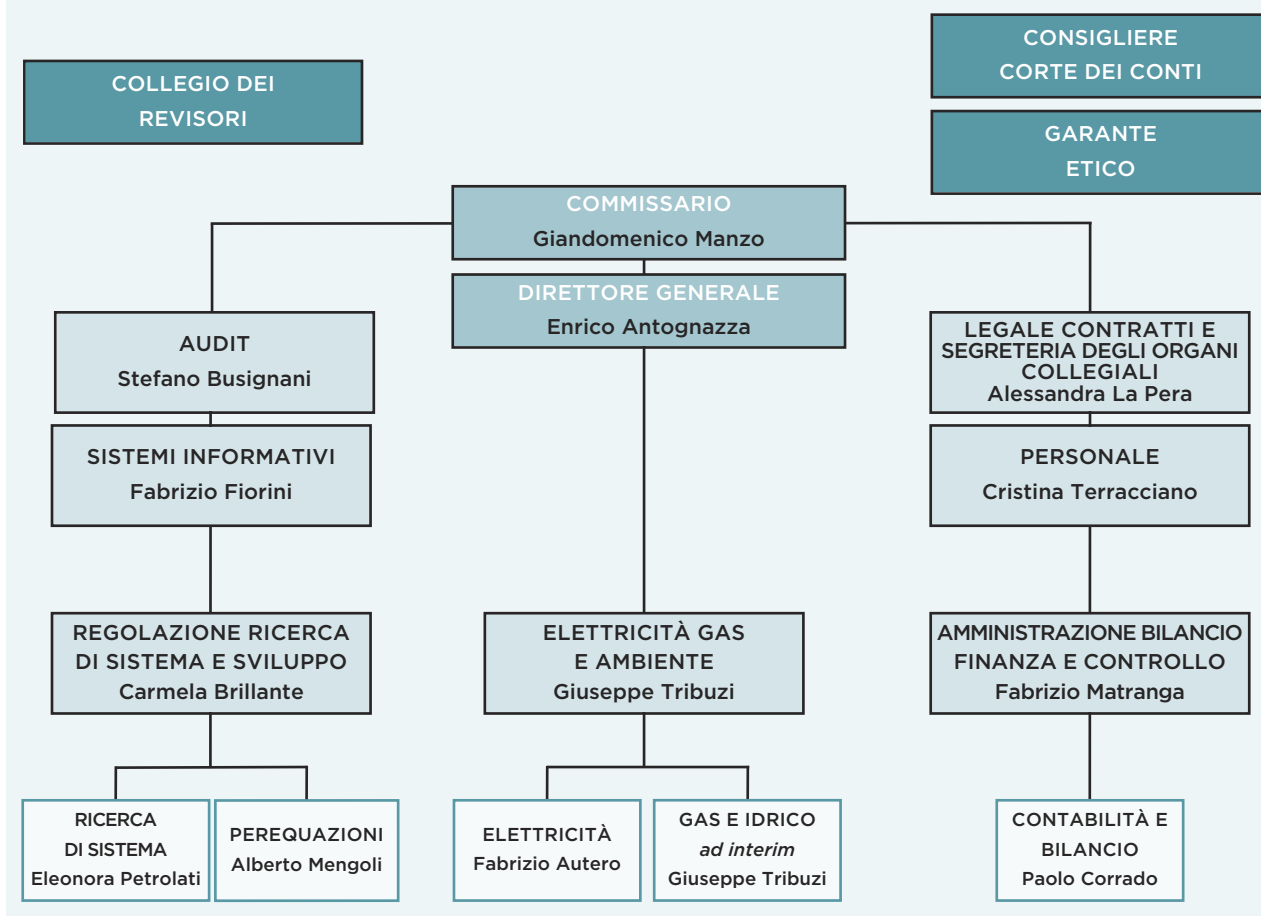 COLLEGIO DEI
REVISORI
CONSIGLIERE
CORTE DEI CONTI
GARANTE
ETICO
COMMISSARIO
Giandomenico Manzo
DIRETTORE GENERALE
Enrico Antognazza
AUDIT
Stefano Busignani
LEGALE CONTRATTI E
SEGRETERIA DEGLI ORGANI
COLLEGIALI
Alessandra La Pera
SISTEMI INFORMATIVI
Fabrizio Fiorini
PERSONALE
Cristina Terracciano
REGOLAZIONE RICERCA
DI SISTEMA E SVILUPPO
Carmela Brillante
ELETTRICITÀ GAS
E AMBIENTE
Giuseppe Tribuzi
AMMINISTRAZIONE BILANCIO
FINANZA E CONTROLLO
Fabrizio Matranga
RICERCA
DI SISTEMA
Eleonora Petrolati
PEREQUAZIONI
Alberto Mengoli
ELETTRICITÀ
Fabrizio Autero
GAS E IDRICO
ad interim
Giuseppe Tribuzi
CONTABILITÀ E
BILANCIO
Paolo Corrado